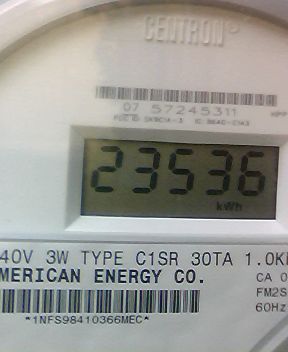 CENTRON
07 57245311
23536
kWh
40V 3W TYPE C1SR 30TA 1.0K
MERICAN ENERGY CO.
CA 0
FM2S
60Hz
*1NFS98410366MEC*